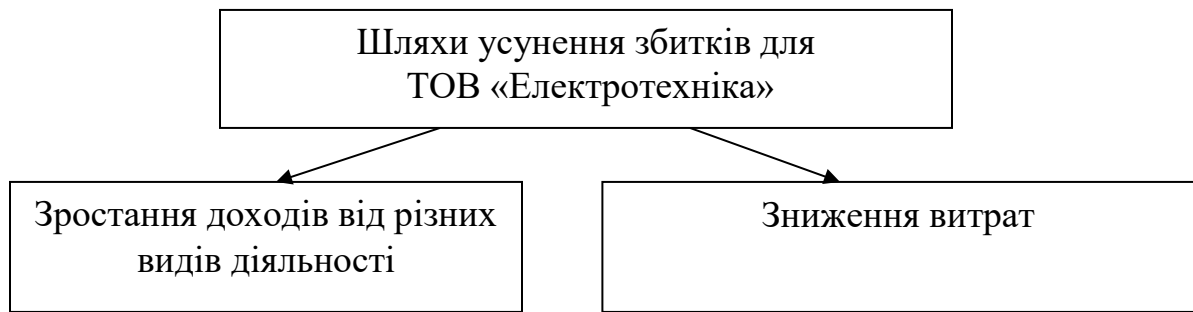 Шляхи усунення збитків для
ТОВ «Електротехніка»
Зростання доходів від різних
видів діяльності
Зниження витрат